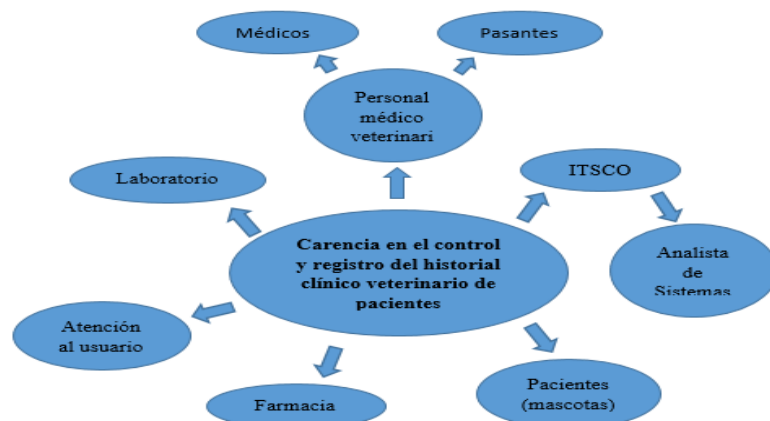 Médicos
Pasantes
Personal
médico
veterinari
Laboratorio
ITSCO
Carencia en el control
y registro del historial
clínico veterinario de
pacientes
Analista
de
Sistemas
Atención
al usuario
Farmacia
Pacientes
(mascotas)